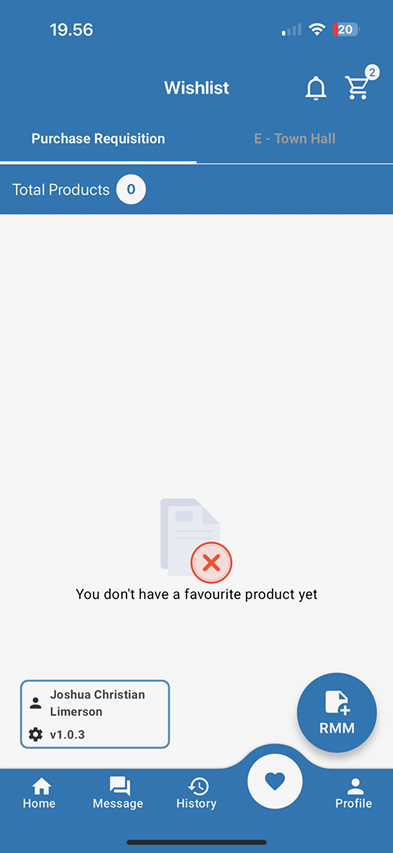 19.56
20
Wishlist
2
Purchase Requisition
E - Town Hall
Total Products 0
You don't have a favourite product yet
Joshua Christian
Limerson
v1.0.3
RMM
Home
Message
History
Profile